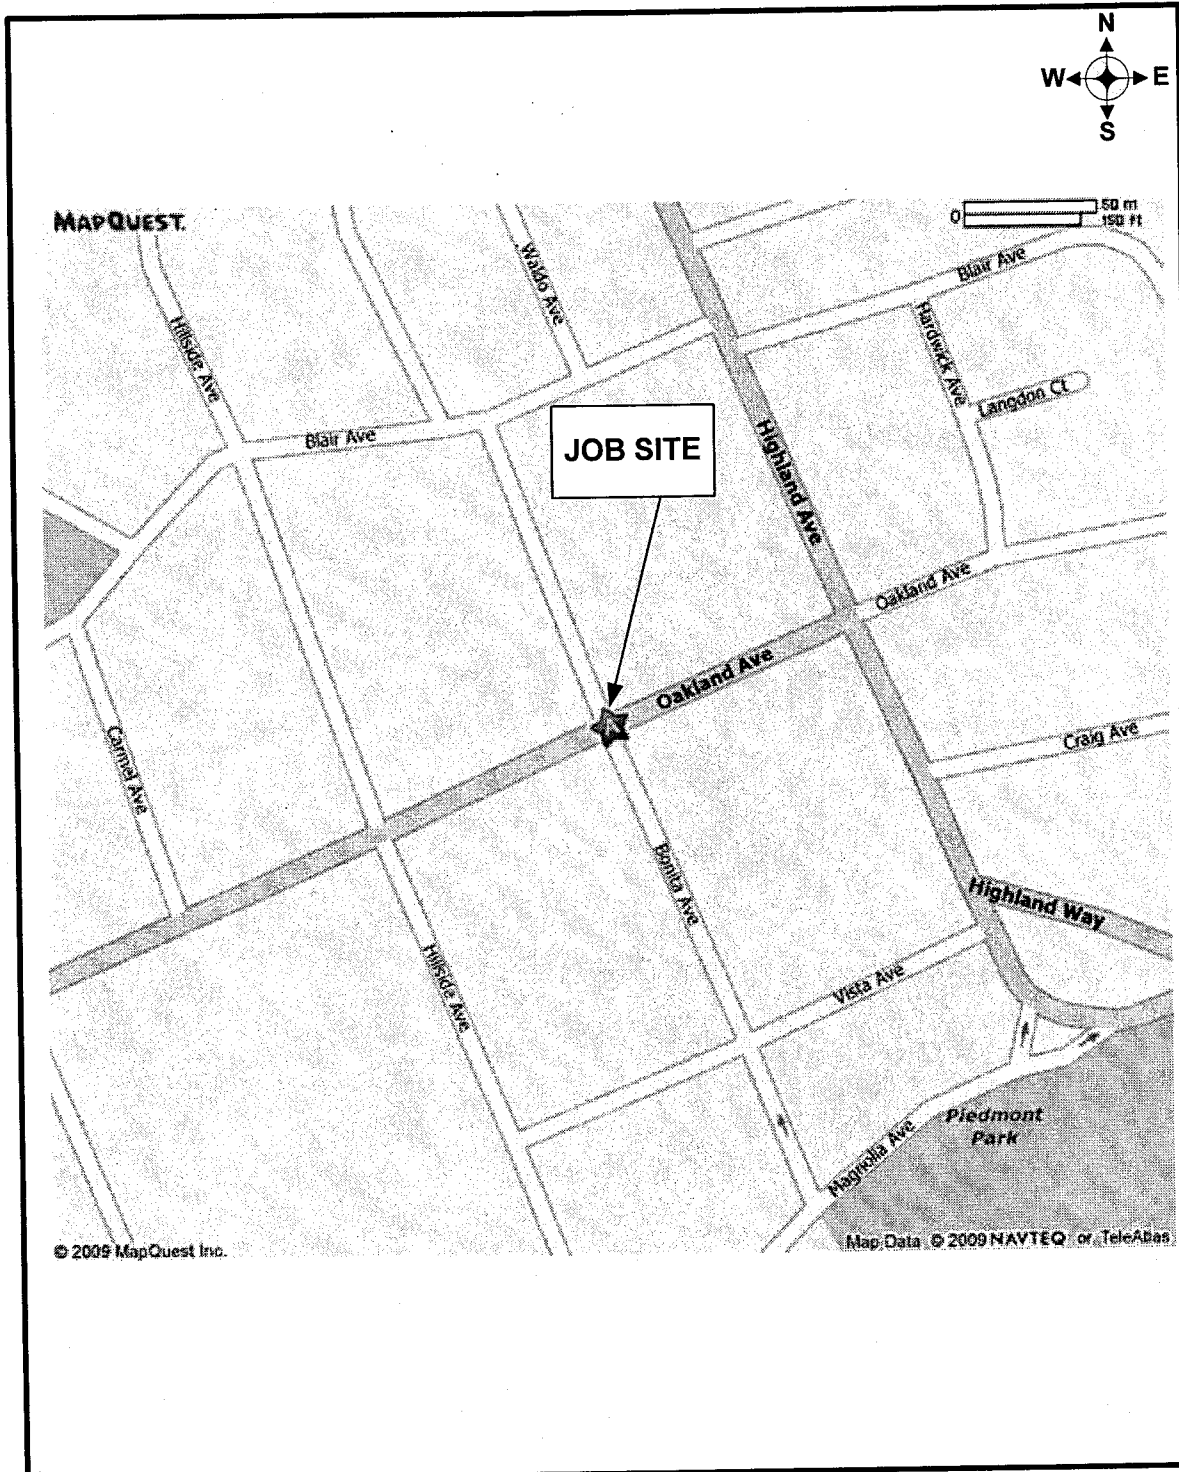 N
W E
S
MAPQUEST.
0 50 m
150 ft
Waldo Ave
Blair Ave
Hillside Ave
Hardwick Ave
Langdon Ct
Blair Ave
JOB SITE
Highland Ave
Oakland Ave
Oakland Ave
Carmel Ave
Craig Ave
Bonita Ave
Highland Way
Hillside Ave
Vista Ave
Piedmont
Park
Magnolia Ave
© 2009 MapQuest Inc.
Map Data © 2009 NAVTEQ or TeleAtlas